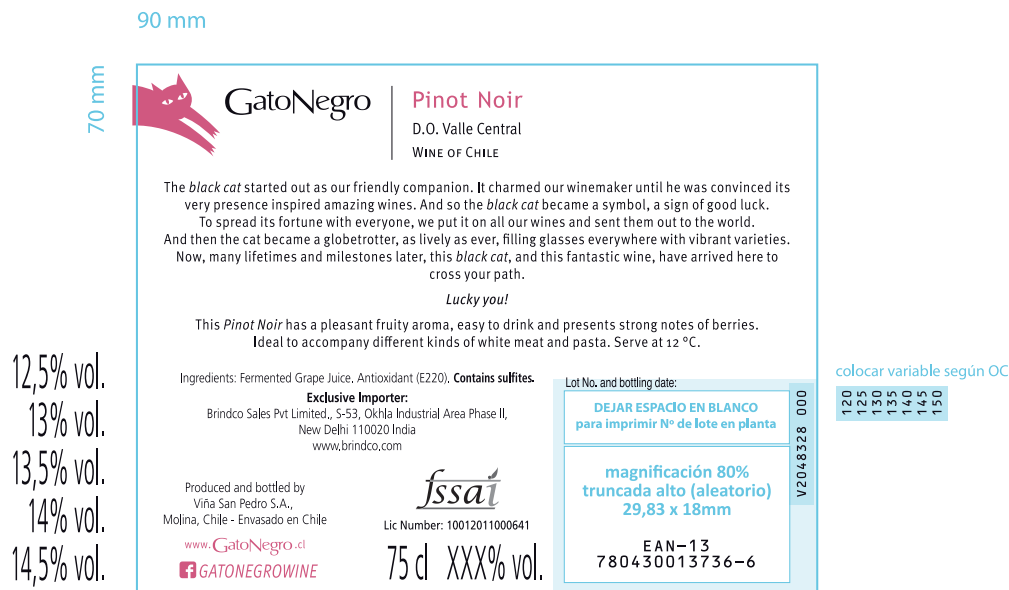 90 mm
70 mm
GatoNegro
Pinot Noir
D.O. Valle Central
WINE OF CHILE
The black cat started out as our friendly companion. It charmed our winemaker until he was convinced its
very presence inspired amazing wines. And so the black cat became a symbol, a sign of good luck.
To spread its fortune with everyone, we put it on all our wines and sent them out to the world.
And then the cat became a globetrotter, as lively as ever, filling glasses everywhere with vibrant varieties.
Now, many lifetimes and milestones later, this black cat, and this fantastic wine, have arrived here to
cross your path.
Lucky you!
This Pinot Noir has a pleasant fruity aroma, easy to drink and presents strong notes of berries.
Ideal to accompany different kinds of white meat and pasta. Serve at 12 °C.
12,5% vol.
13% vol.
13,5% vol.
14% vol.
14,5% vol.
Ingredients: Fermented Grape Juice, Antioxidant (E220), Contains sulfites.
Exclusive Importer:
Brindco Sales Pvt Limited., S-53, Okhla Industrial Area Phase II,
New Delhi 110020 India
www.brindco.com
Produced and bottled by
Viña San Pedro S.A.,
Molina, Chile - Envasado en Chile
www.GatoNegro.cl
GATONEGROWINE
fssai
Lic Number: 10012011000641
75 cl XXX% vol.
Lot No. and bottling date:
DEJAR ESPACIO EN BLANCO
para imprimir Nº de lote en planta
magnificación 80%
truncada alto (aleatorio)
29,83 x 18mm
EAN-13
780430013736-6
V2048328 000
colocar variable según OC
120
125
130
135
140
145
150